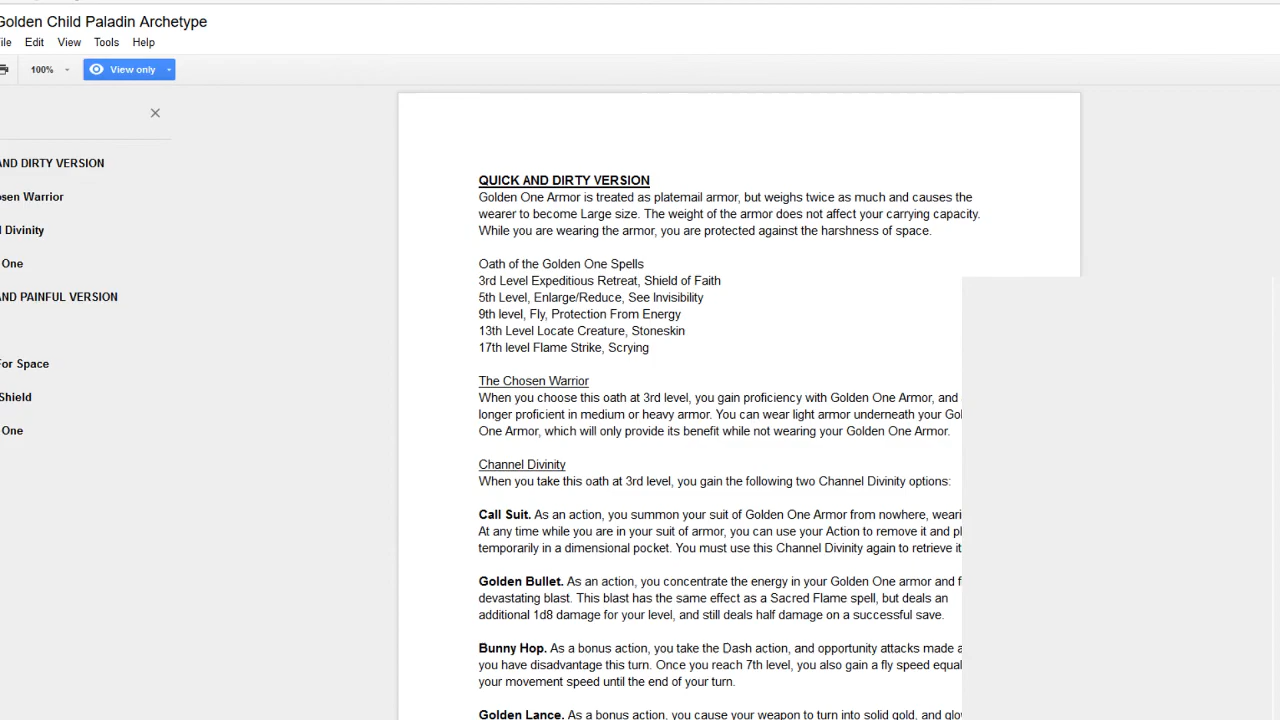 Golden Child Paladin Archetype
Edit View Tools Help
100% View only
AND DIRTY VERSION
Warrior
Divinity
One
AND PAINFUL VERSION
For Space
Shield
One
QUICK AND DIRTY VERSION
Golden One Armor is treated as platemail armor, but weighs twice as much and causes the
wearer to become Large size. The weight of the armor does not affect your carrying capacity.
While you are wearing the armor, you are protected against the harshness of space.
Oath of the Golden One Spells
3rd Level Expeditious Retreat, Shield of Faith
5th Level, Enlarge/Reduce, See Invisibility
9th level, Fly, Protection From Energy
13th Level Locate Creature, Stoneskin
17th level Flame Strike, Scrying
The Chosen Warrior
When you choose this oath at 3rd level, you gain proficiency with Golden One Armor, and
longer proficient in medium or heavy armor. You can wear light armor underneath your
One Armor, which will only provide its benefit while not wearing your Golden One Armor.
Channel Divinity
When you take this oath at 3rd level, you gain the following two Channel Divinity options:
Call Suit. As an action, you summon your suit of Golden One Armor from nowhere,
At any time while you are in your suit of armor, you can use your Action to remove it and
temporarily in a dimensional pocket. You must use this Channel Divinity again to retrieve it
Golden Bullet. As an action, you concentrate the energy in your Golden One armor and
devastating blast. This blast has the same effect as a Sacred Flame spell, but deals an
additional 1d8 damage for your level, and still deals half damage on a successful save.
Bunny Hop. As a bonus action, you take the Dash action, and opportunity attacks made
you have disadvantage this turn. Once you reach 7th level, you also gain a fly speed equal
your movement speed until the end of your turn.
Golden Lance. As a bonus action, you cause your weapon to turn into solid gold, and